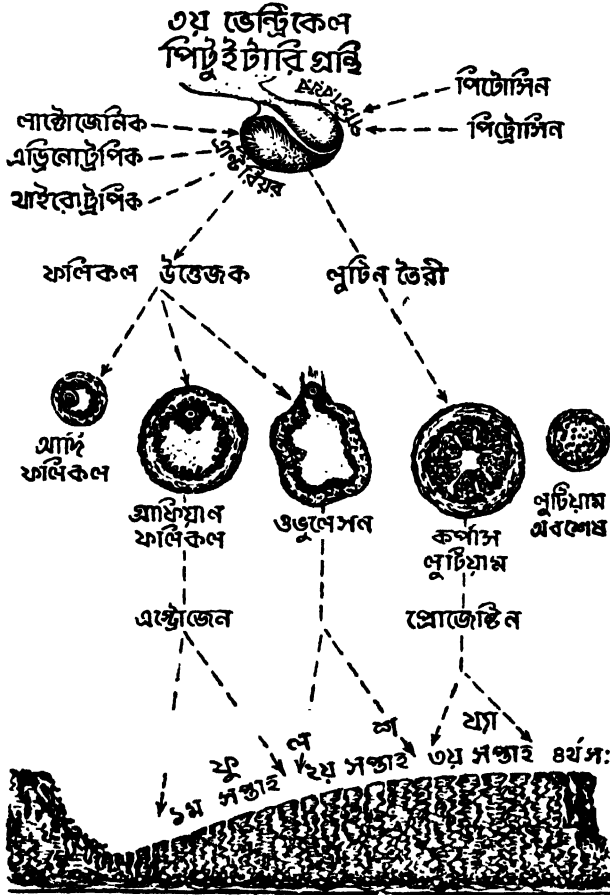 ৩য় ভেন্ট্রিকেল
পিটুইটারি গ্রন্থি
পিটোসিন
পিট্রোসিন
লাক্টোজেনিক
এড্রিনোট্রপিক
থাইরোট্রপিক
এন্টিরিয়র
ফলিকল উত্তেজক
লুটিন তৈরী
আদি
ফলিকল
গ্রাফিয়ান
ফলিকল
ওভুলেসন
কর্পাস
লুটিয়াম
লুটিয়াম
অবশেষ
এস্ট্রোজেন
প্রোজেষ্টিন
ফু ল শ য্যা
১ম সপ্তাহ ২য় সপ্তাহ ৩য় সপ্তাহ ৪র্থ স: